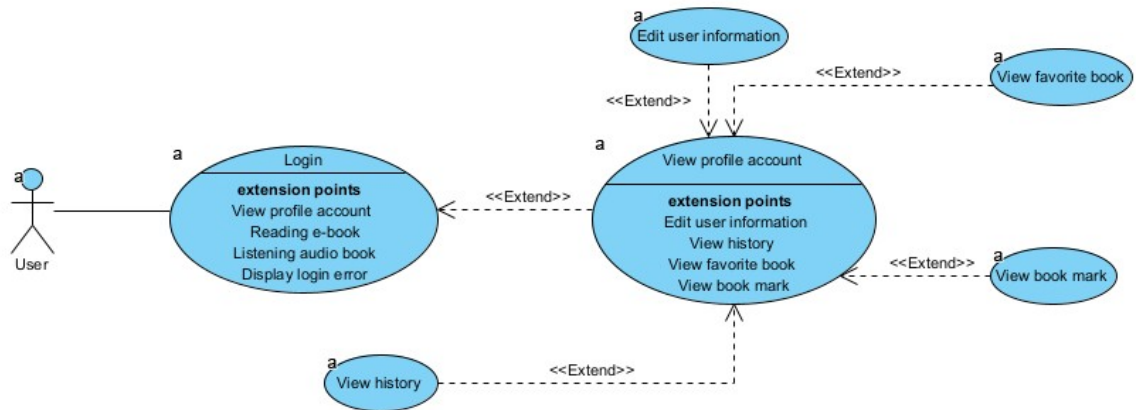 a
Edit user information
a
View favorite book
<<Extend>>
<<Extend>>
a
User
a
Login
extension points
View profile account
Reading e-book
Listening audio book
Display login error
<<Extend>>
a
View profile account
extension points
Edit user information
View history
View favorite book
View book mark
<<Extend>>
a
View book mark
a
View history
<<Extend>>